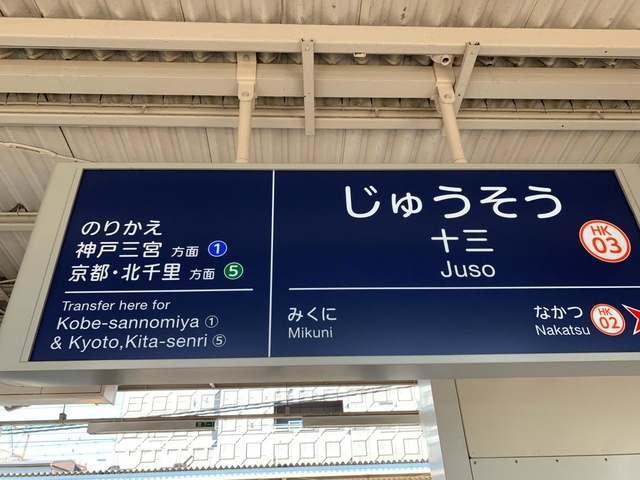 のりかえ
神戸三宮 方面 1
京都・北千里 方面 5
Transfer here for
Kobe-sannomiya ①
& Kyoto,Kita-senri ⑤
じゅうそう
十三
Juso
HK
03
みくに
Mikuni
なかつ
Nakatsu
HK
02